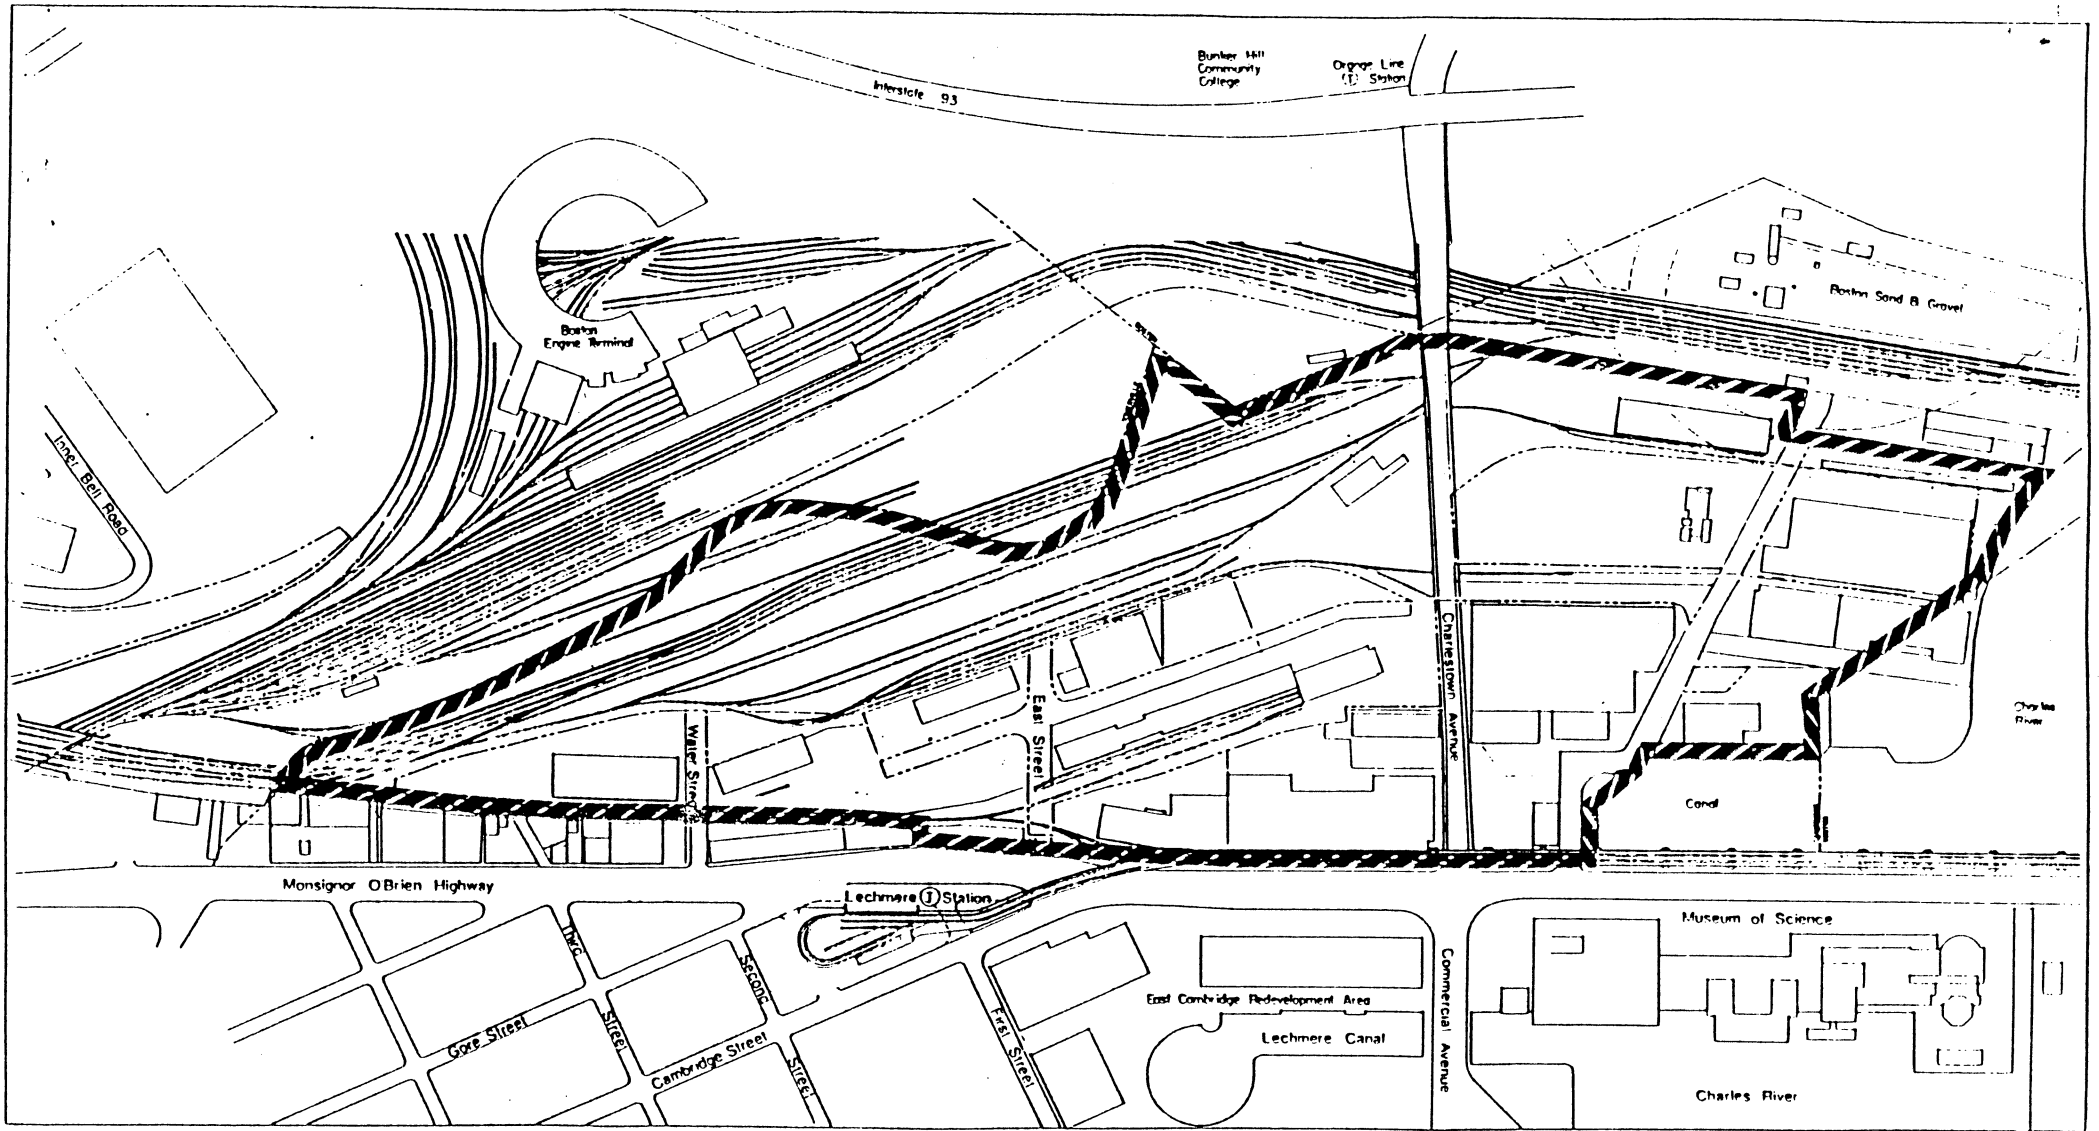 Bunker Hill
Community
College
Orange Line
(T) Station
Interstate 93
Boston Sand & Gravel
Boston
Engine Terminal
Inner Belt Road
Charlestown Avenue
Water Street
East Street
Charles
River
Canal
Monsignor O'Brien Highway
Lechmere (T) Station
Museum of Science
Third Street
Second Street
First Street
Commercial Avenue
East Cambridge Redevelopment Area
Gore Street
Cambridge Street
Lechmere Canal
Charles River